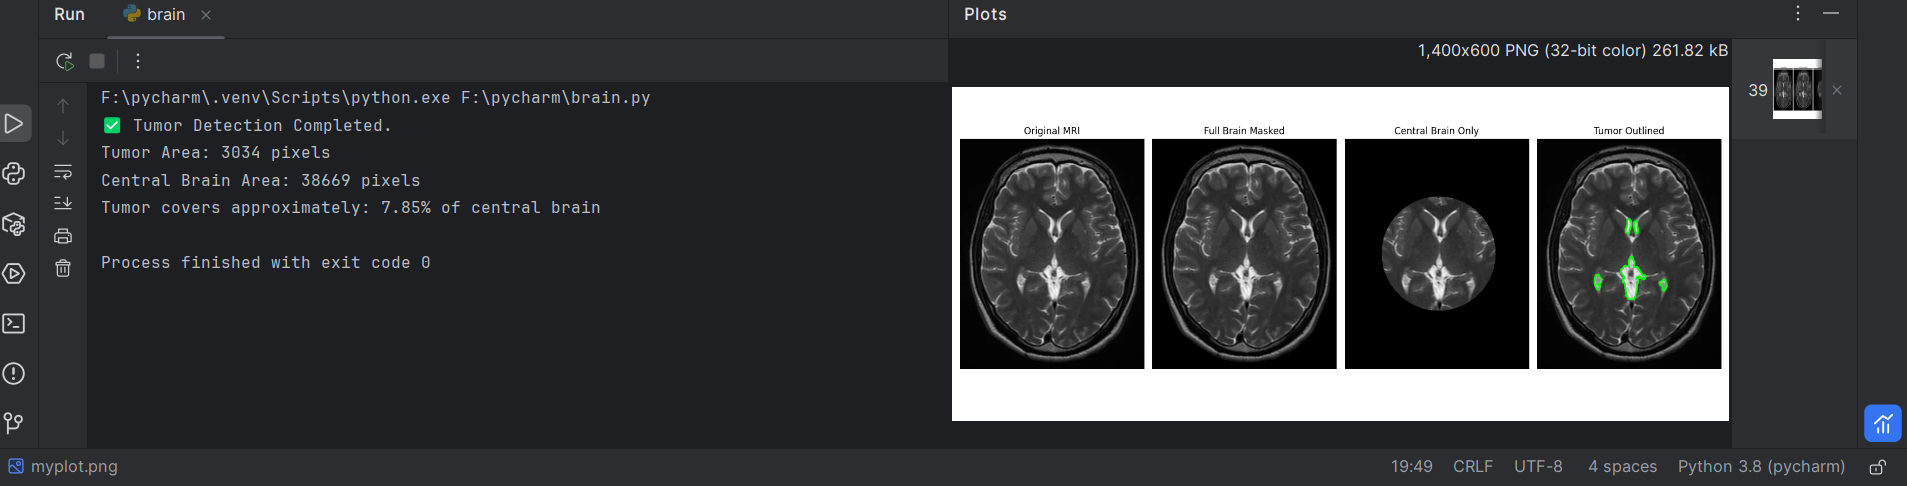 Run
brain
Plots
1,400x600 PNG (32-bit color) 261.82 kB
39
F:\pycharm\.venv\Scripts\python.exe F:\pycharm\brain.py
✅ Tumor Detection Completed.
Tumor Area: 3034 pixels
Central Brain Area: 38669 pixels
Tumor covers approximately: 7.85% of central brain
Process finished with exit code 0
Original MRI
Full Brain Masked
Central Brain Only
Tumor Outlined
myplot.png
19:49 CRLF UTF-8 4 spaces Python 3.8 (pycharm)